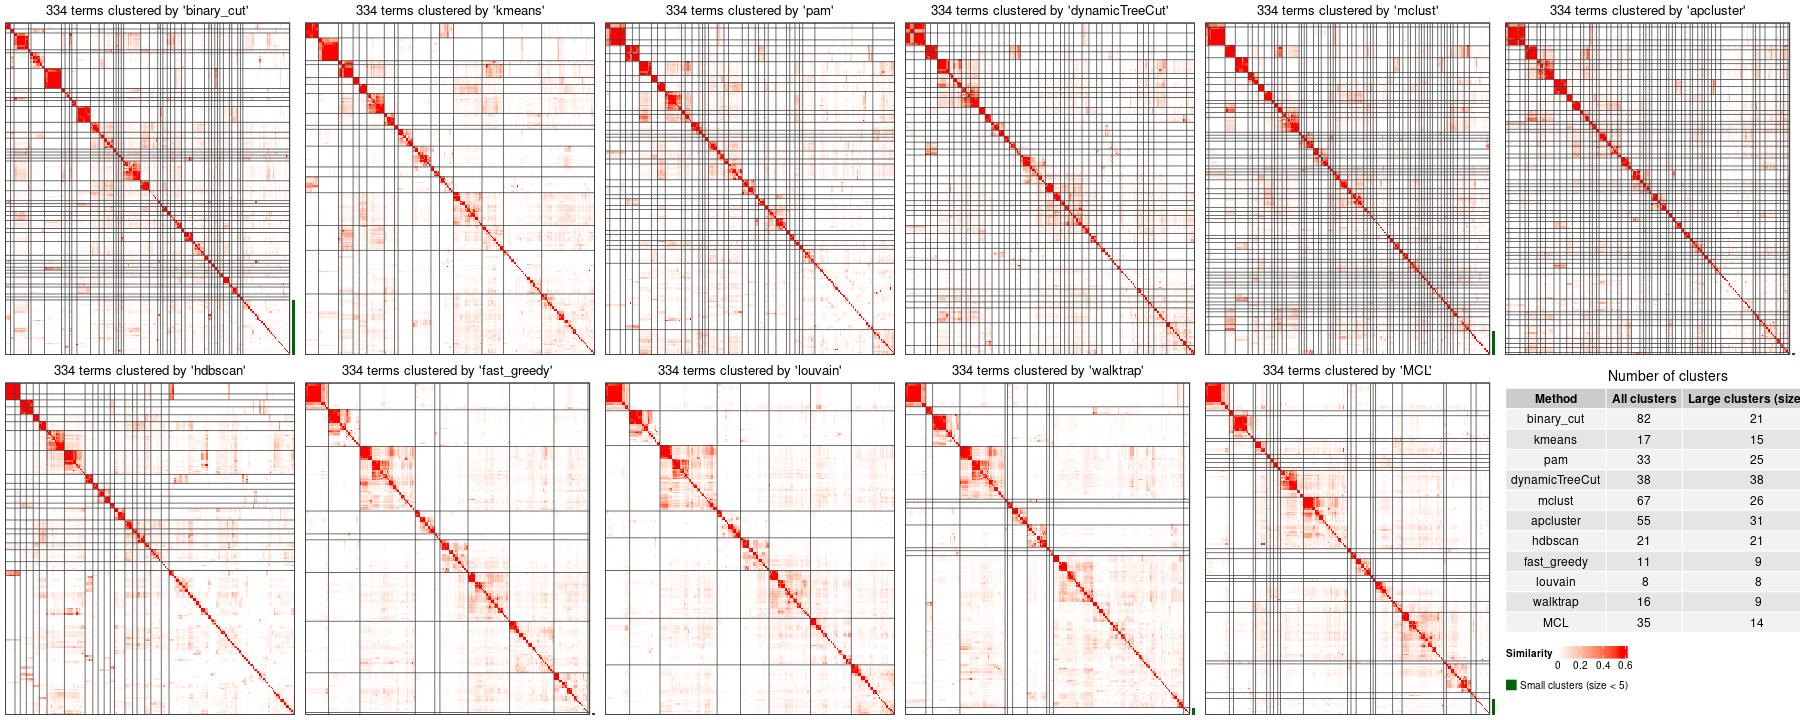 334 terms clustered by 'binary_cut'
334 terms clustered by 'kmeans'
334 terms clustered by 'pam'
334 terms clustered by 'dynamicTreeCut'
334 terms clustered by 'mclust'
334 terms clustered by 'apcluster'
334 terms clustered by 'hdbscan'
334 terms clustered by 'fast_greedy'
334 terms clustered by 'louvain'
334 terms clustered by 'walktrap'
334 terms clustered by 'MCL'
Number of clusters
Method All clusters Large clusters (size
binary_cut 82 21
kmeans 17 15
pam 33 25
dynamicTreeCut 38 38
mclust 67 26
apcluster 55 31
hdbscan 21 21
fast_greedy 11 9
louvain 8 8
walktrap 16 9
MCL 35 14
Similarity
0 0.2 0.4 0.6
Small clusters (size < 5)